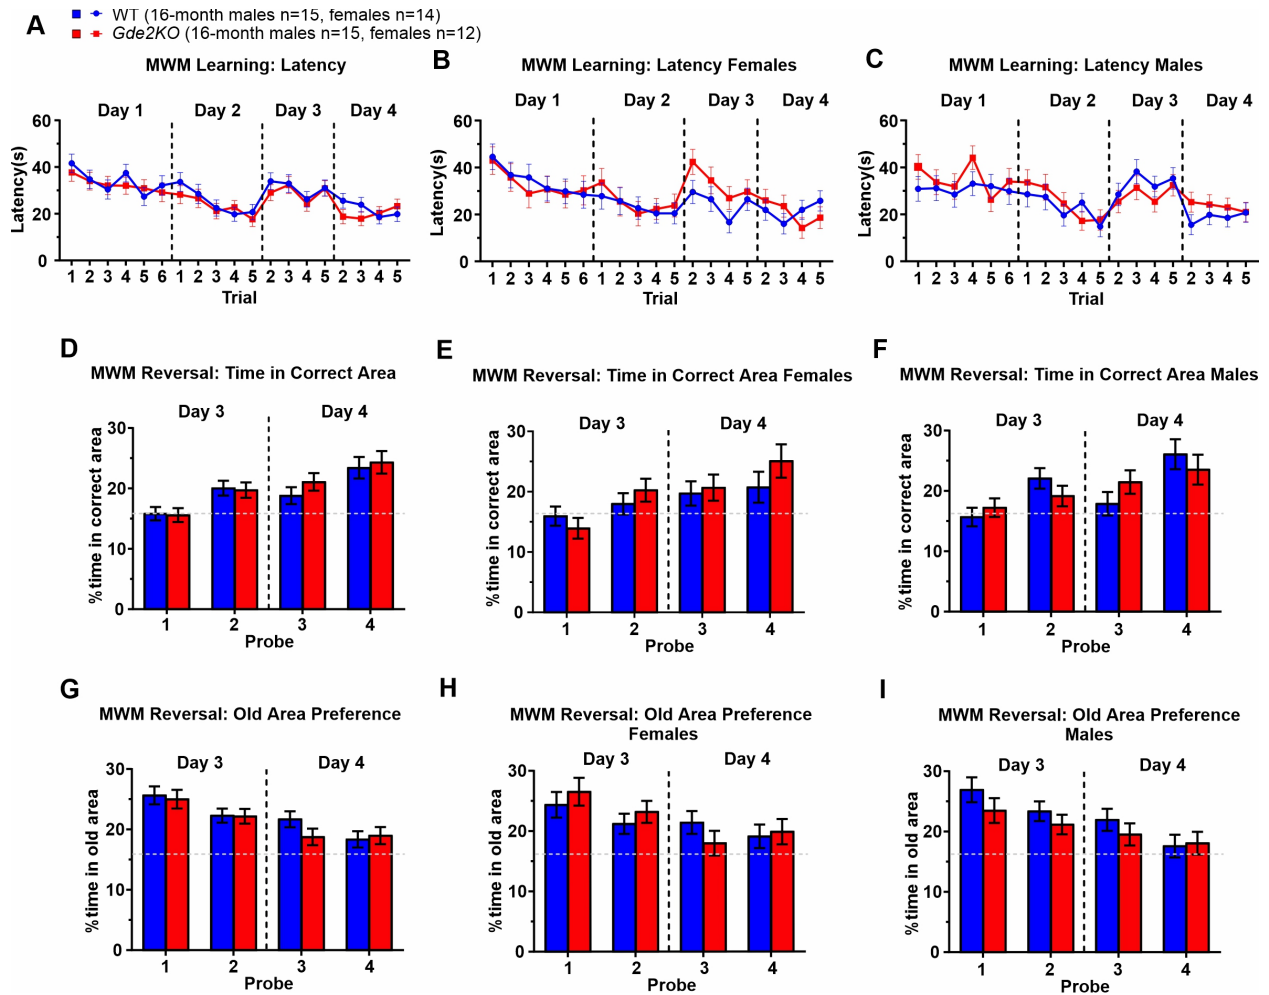 A
WT (16-month males n=15, females n=14)
Gde2KO (16-month males n=15, females n=12)
MWM Learning: Latency
Day 1 Day 2 Day 3 Day 4
Latency(s)
60
40
20
0
1 2 3 4 5 6 1 2 3 4 5 2 3 4 5 2 3 4 5
Trial
B
MWM Learning: Latency Females
Day 1 Day 2 Day 3 Day 4
Latency(s)
60
40
20
0
1 2 3 4 5 6 1 2 3 4 5 2 3 4 5 2 3 4 5
Trial
C
MWM Learning: Latency Males
Day 1 Day 2 Day 3 Day 4
Latency(s)
60
40
20
0
1 2 3 4 5 6 1 2 3 4 5 2 3 4 5 2 3 4 5
Trial
D
MWM Reversal: Time in Correct Area
Day 3 Day 4
%time in correct area
30
20
10
0
1 2 3 4
Probe
E
MWM Reversal: Time in Correct Area Females
Day 3 Day 4
%time in correct area
30
20
10
0
1 2 3 4
Probe
F
MWM Reversal: Time in Correct Area Males
Day 3 Day 4
%time in correct area
30
20
10
0
1 2 3 4
Probe
G
MWM Reversal: Old Area Preference
Day 3 Day 4
%time in old area
30
20
10
0
1 2 3 4
Probe
H
MWM Reversal: Old Area Preference
Females
Day 3 Day 4
%time in old area
30
20
10
0
1 2 3 4
Probe
I
MWM Reversal: Old Area Preference
Males
Day 3 Day 4
%time in old area
30
20
10
0
1 2 3 4
Probe